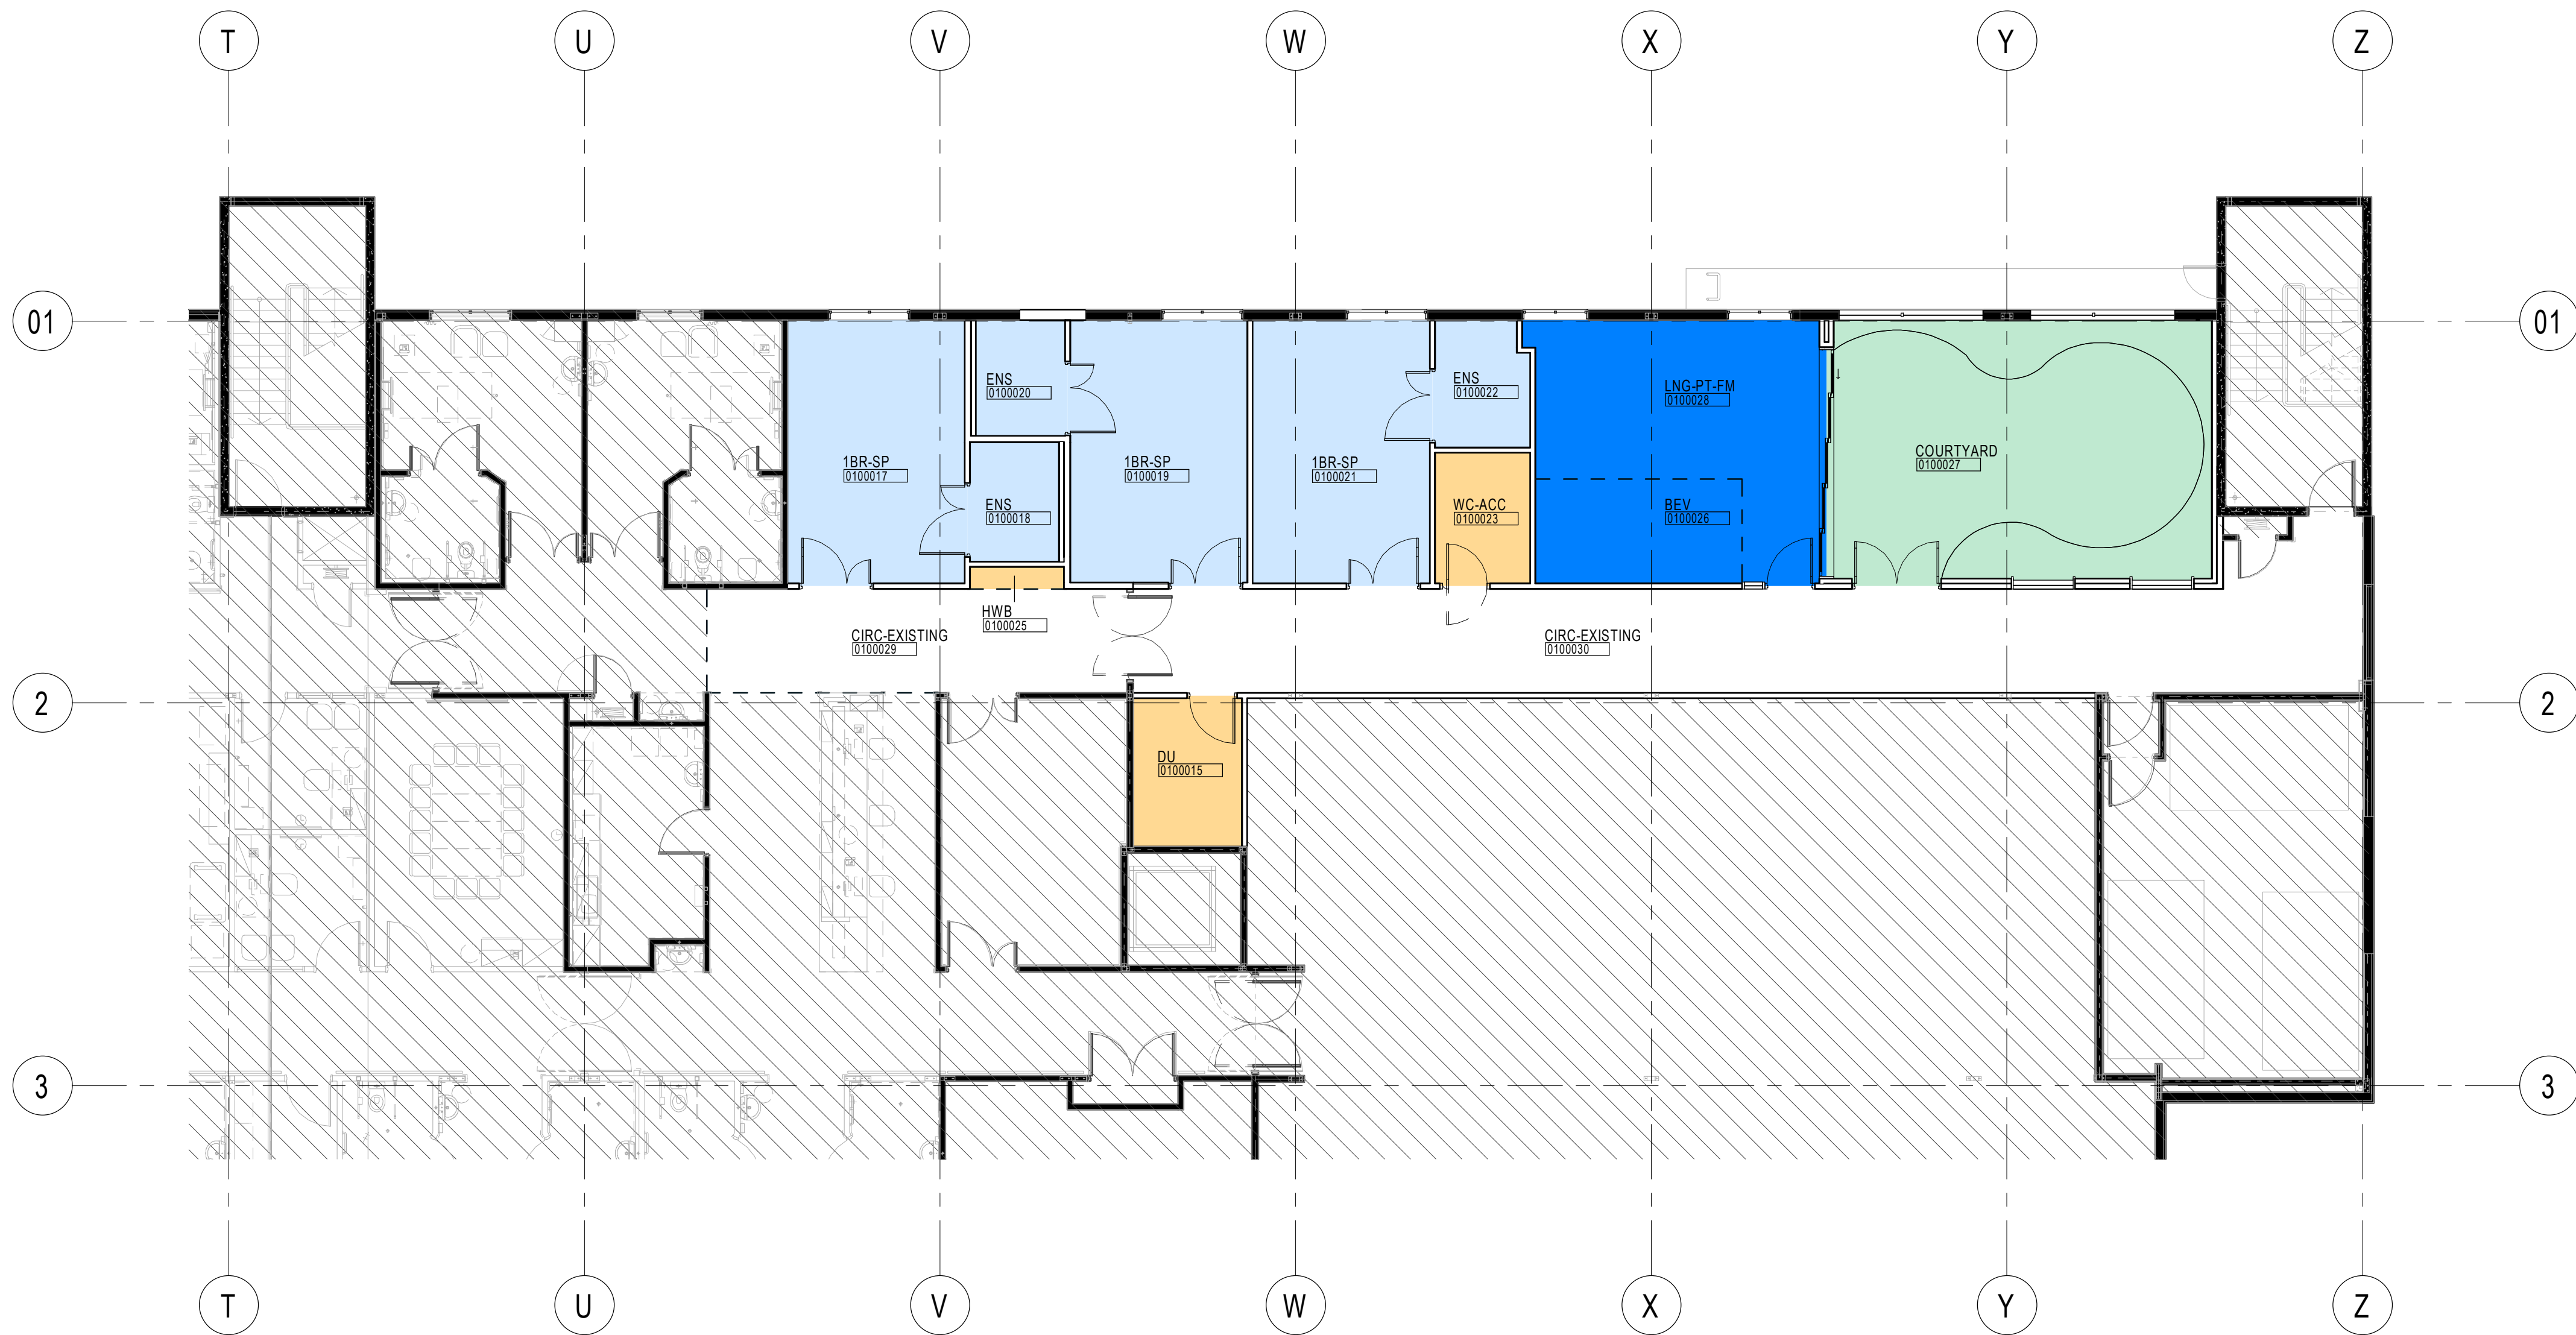 T
U
V
W
X
Y
Z
01
01
ENS
0100020
ENS
0100022
LNG-PT-FM
0100028
1BR-SP
0100017
1BR-SP
0100019
1BR-SP
0100021
COURTYARD
0100027
ENS
0100018
WC-ACC
0100023
BEV
0100026
HWB
0100025
CIRC-EXISTING
0100029
CIRC-EXISTING
0100030
2
2
DU
0100015
3
3
T
U
V
W
X
Y
Z